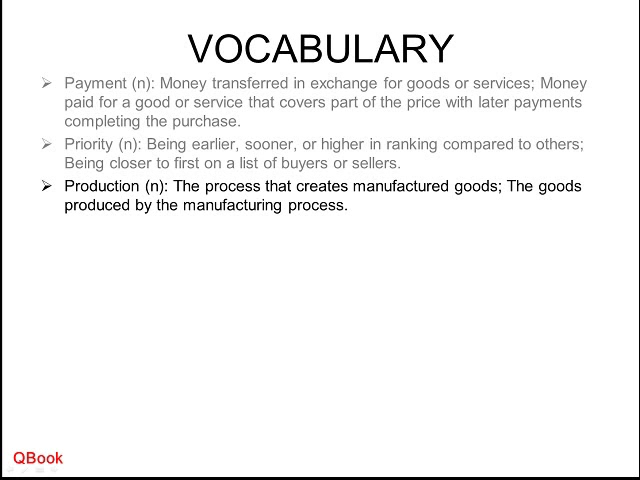 VOCABULARY
➢ Payment (n): Money transferred in exchange for goods or services; Money
paid for a good or service that covers part of the price with later payments
completing the purchase.
➢ Priority (n): Being earlier, sooner, or higher in ranking compared to others;
Being closer to first on a list of buyers or sellers.
➢ Production (n): The process that creates manufactured goods; The goods
produced by the manufacturing process.
QBook